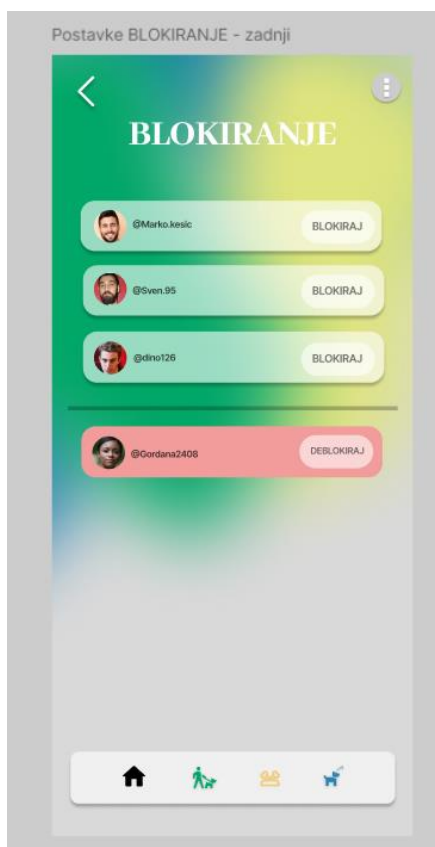 Postavke BLOKIRANJE - zadnji
BLOKIRANJE
@Marko.kesic BLOKIRAJ
@Sven.95 BLOKIRAJ
@dino126 BLOKIRAJ
@Gordana2408 DEBLOKIRAJ